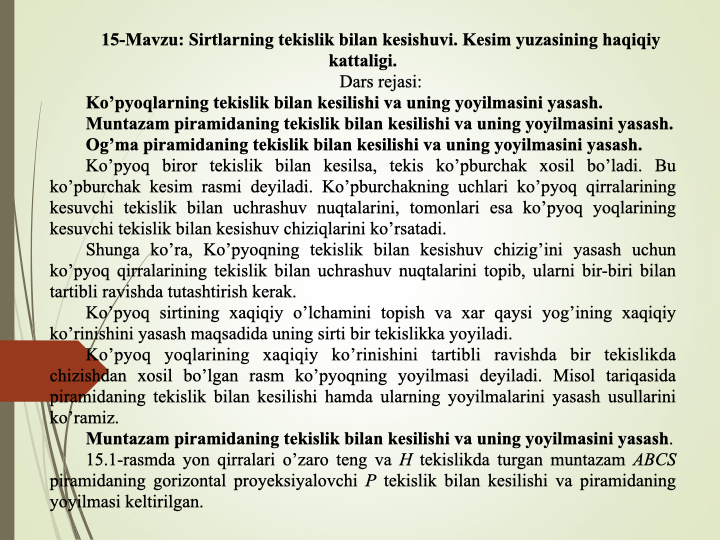 15-Mavzu: Sirtlarning tekislik bilan kesishuvi. Kesim yuzasining haqiqiy
kattaligi.
Dars rejasi:
Ko’pyoqlarning tekislik bilan kesilishi va uning yoyilmasini yasash.
Muntazam piramidaning tekislik bilan kesilishi va uning yoyilmasini yasash.
Og’ma piramidaning tekislik bilan kesilishi va uning yoyilmasini yasash.
Ko’pyoq biror tekislik bilan kesilsa, tekis ko’pburchak xosil bo’ladi. Bu
ko’pburchak kesim rasmi deyiladi. Ko’pburchakning uchlari ko’pyoq qirralarining
kesuvchi tekislik bilan uchrashuv nuqtalarini, tomonlari esa ko’pyoq yoqlarining
kesuvchi tekislik bilan kesishuv chiziqlarini ko’rsatadi.
Shunga ko’ra, Ko’pyoqning tekislik bilan kesishuv chizig’ini yasash uchun
ko’pyoq qirralarining tekislik bilan uchrashuv nuqtalarini topib, ularni bir-biri bilan
tartibli ravishda tutashtirish kerak.
Ko’pyoq sirtining xaqiqiy o’lchamini topish va xar qaysi yog’ining xaqiqiy
ko’rinishini yasash maqsadida uning sirti bir tekislikka yoyiladi.
Ko’pyoq yoqlarining xaqiqiy ko’rinishini tartibli ravishda bir tekislikda
chizishdan xosil bo’lgan rasm ko’pyoqning yoyilmasi deyiladi. Misol tariqasida
piramidaning tekislik bilan kesilishi hamda ularning yoyilmalarini yasash usullarini
ko’ramiz.
Muntazam piramidaning tekislik bilan kesilishi va uning yoyilmasini yasash.
15.1-rasmda yon qirralari o’zaro teng va H tekislikda turgan muntazam ABCS
piramidaning gorizontal proyeksiyalovchi P tekislik bilan kesilishi va piramidaning
yoyilmasi keltirilgan.